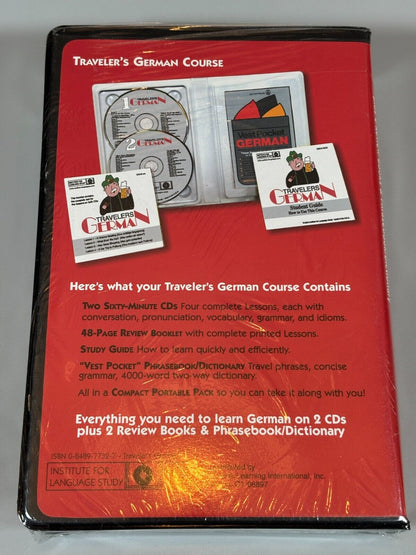 TRAVELER'S GERMAN COURSE
1
GERMAN
2
Vest Pocket
GERMAN
TRAVELERS
GERMAN
TRAVELERS
GERMAN
Student Guide
How to Use This Course
Here's what your Traveler's German Course Contains
TWO SIXTY-MINUTE CDS Four complete Lessons, each with
conversation, pronunciation, vocabulary, grammar, and idioms.
48-PAGE REVIEW BOOKLET with complete printed Lessons.
STUDY GUIDE How to learn quickly and efficiently.
"VEST POCKET" PHRASEBOOK/DICTIONARY Travel phrases, concise
grammar, 4000-word two-way dictionary.
All in a COMPACT PORTABLE PACK so you can take it along with you!
Everything you need to learn German on 2 CDs
plus 2 Review Books & Phrasebook/Dictionary
INSTITUTE FOR
LANGUAGE STUDY
Learning International, Inc.
06897